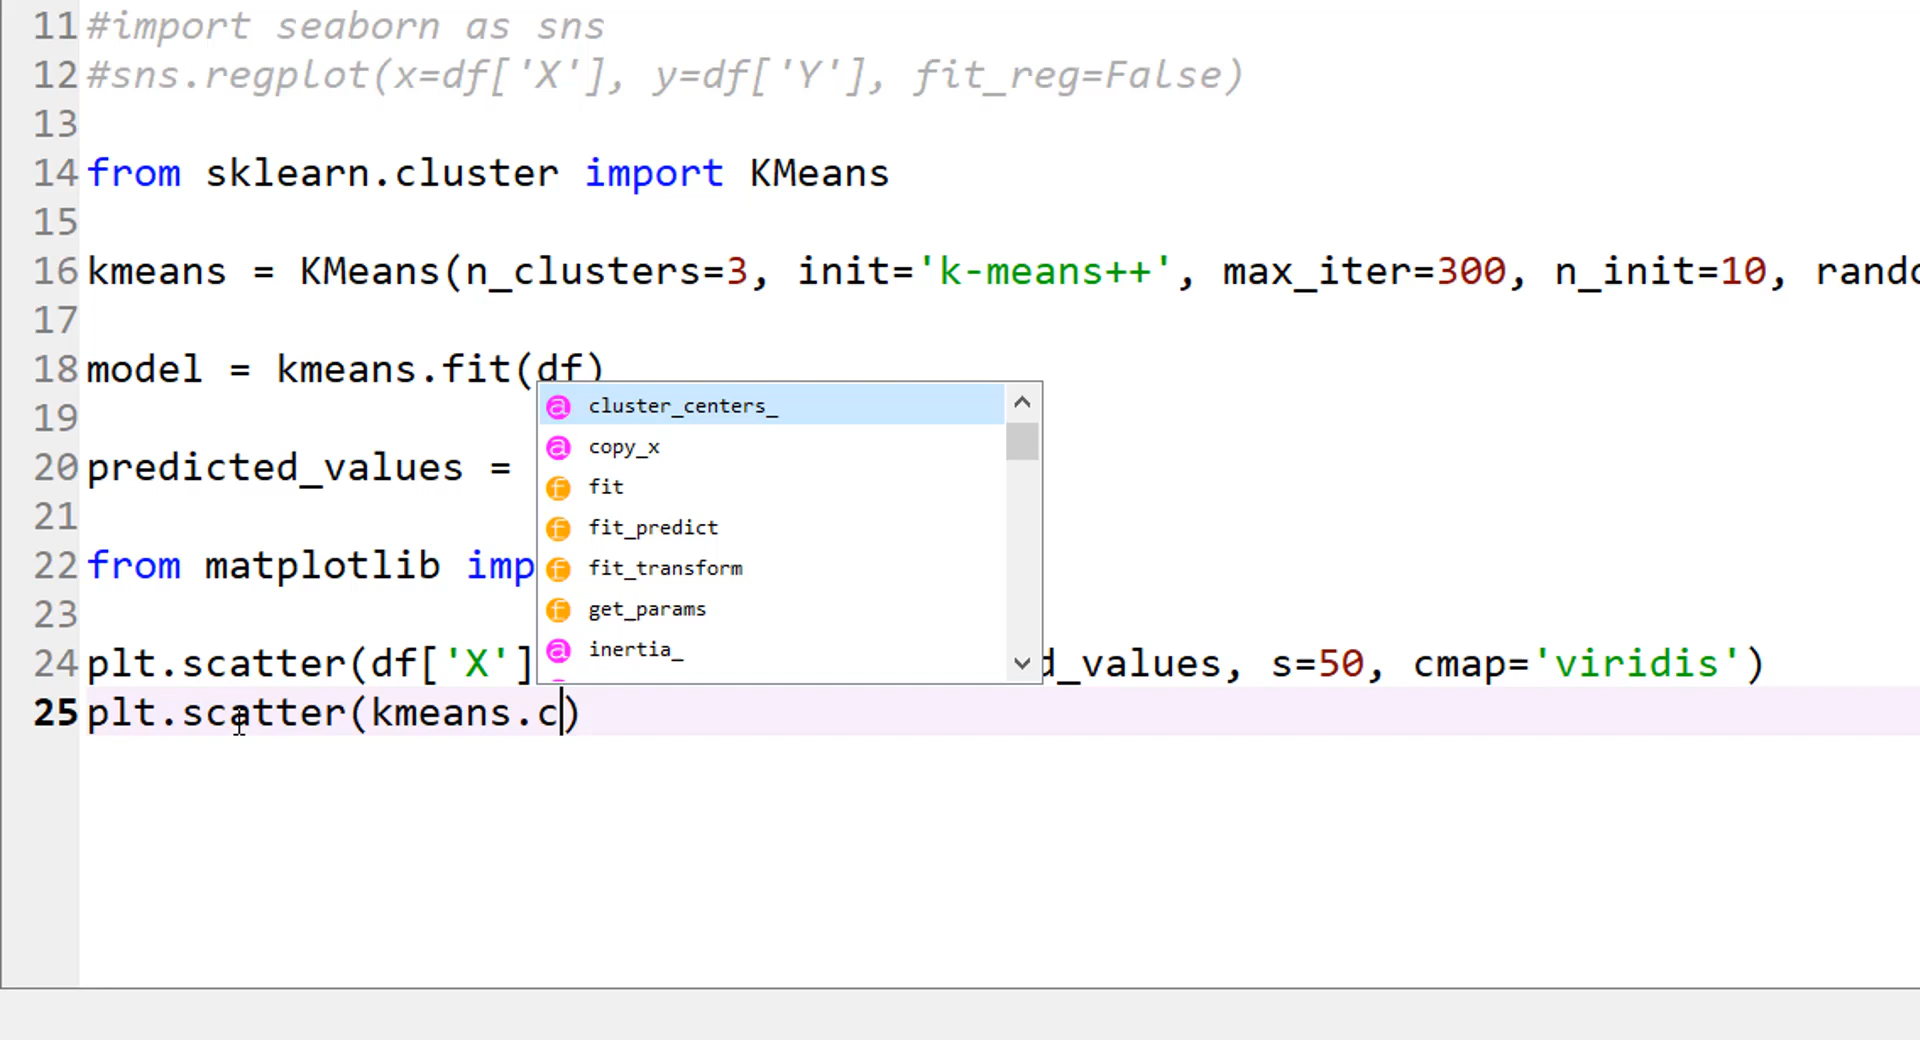 11 #import seaborn as sns
12 #sns.regplot(x=df['X'], y=df['Y'], fit_reg=False)
13
14 from sklearn.cluster import KMeans
15
16 kmeans = KMeans(n_clusters=3, init='k-means++', max_iter=300, n_init=10, rando
17
18 model = kmeans.fit(df)
19
20 predicted_values =
21
22 from matplotlib imp
23
24 plt.scatter(df['X'] d_values, s=50, cmap='viridis')
25 plt.scatter(kmeans.c)
cluster_centers_
copy_x
fit
fit_predict
fit_transform
get_params
inertia_